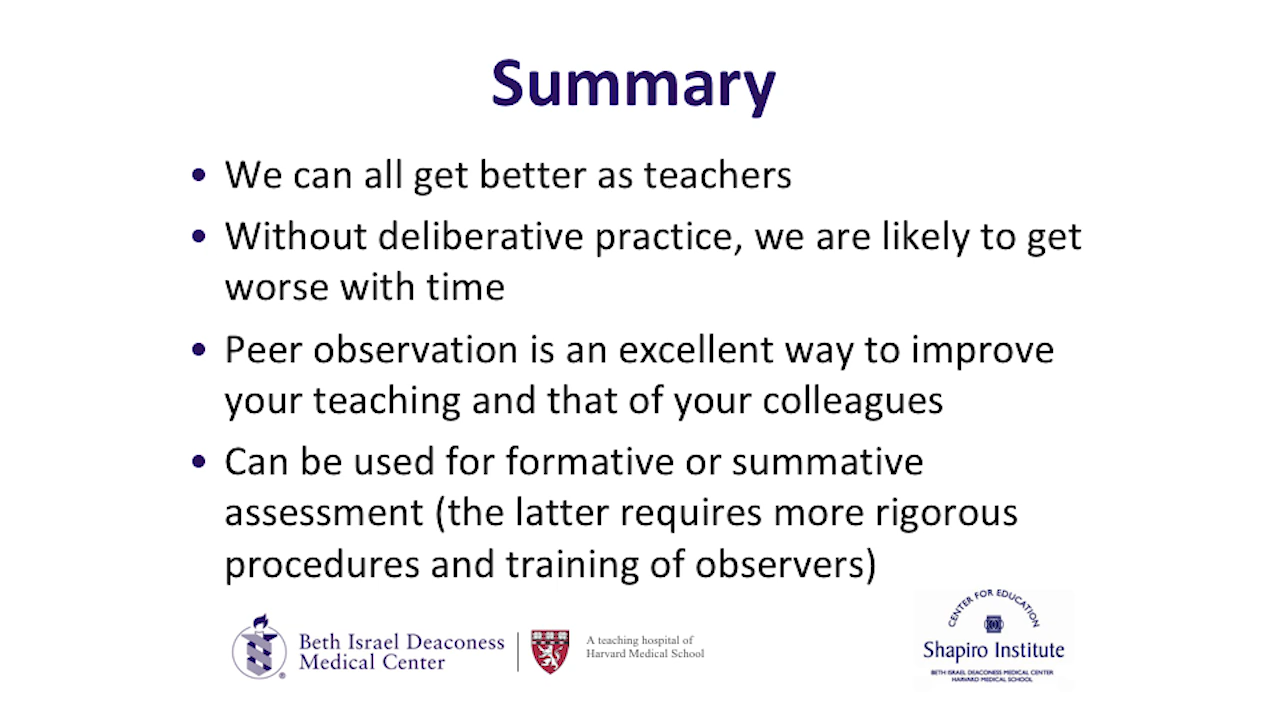 Summary
• We can all get better as teachers
• Without deliberative practice, we are likely to get
worse with time
• Peer observation is an excellent way to improve
your teaching and that of your colleagues
• Can be used for formative or summative
assessment (the latter requires more rigorous
procedures and training of observers)
Beth Israel Deaconess
Medical Center
®
A teaching hospital of
Harvard Medical School
CENTER FOR EDUCATION
Shapiro Institute
BETH ISRAEL DEACONESS MEDICAL CENTER
HARVARD MEDICAL SCHOOL